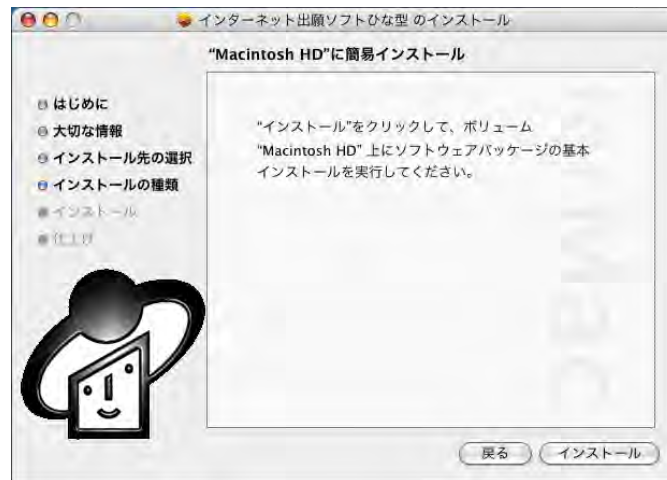 インターネット出願ソフトひな型 のインストール
“Macintosh HD”に簡易インストール
はじめに
大切な情報
インストール先の選択
インストールの種類
インストール
仕上げ
“インストール”をクリックして、ボリューム
“Macintosh HD” 上にソフトウェアパッケージの基本
インストールを実行してください。
for Mac
戻る
インストール